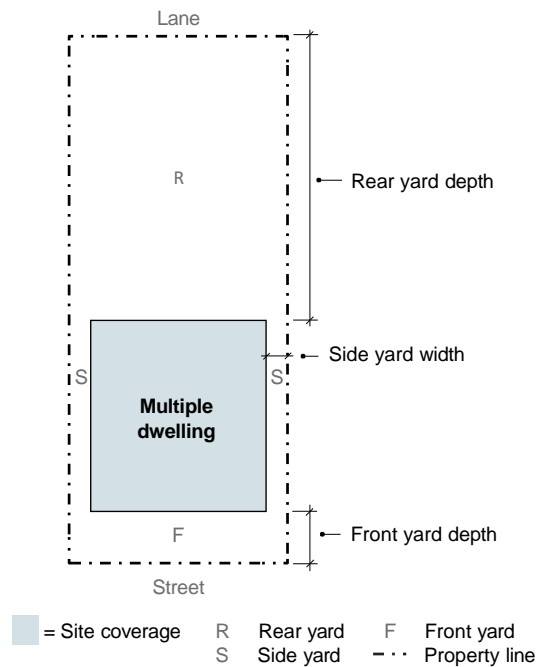 Lane
R
Rear yard depth
Side yard width
S
S
Multiple
dwelling
F
Front yard depth
Street
= Site coverage R Rear yard F Front yard
S Side yard Property line